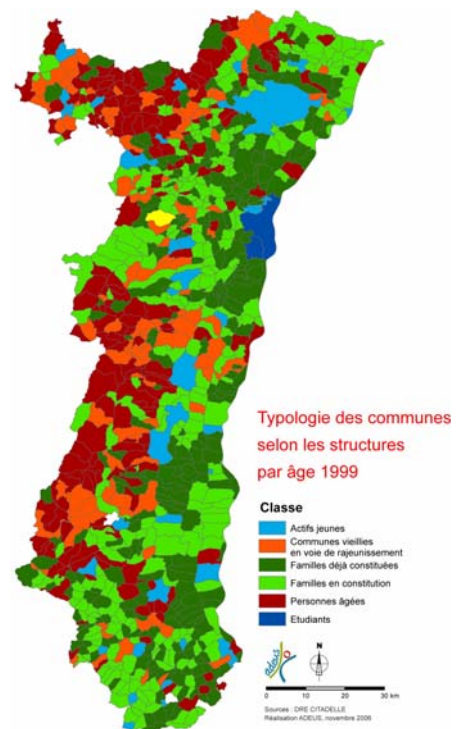 Typologie des communes
selon les structures
par âge 1999
Classe
Actifs jeunes
Communes vieillies
en voie de rajeunissement
Familles déjà constituées
Familles en constitution
Personnes âgées
Etudiants
adeus
N
0 10 20 30 km
Sources : DRE CITADELLE
Réalisation ADEUS, novembre 2006